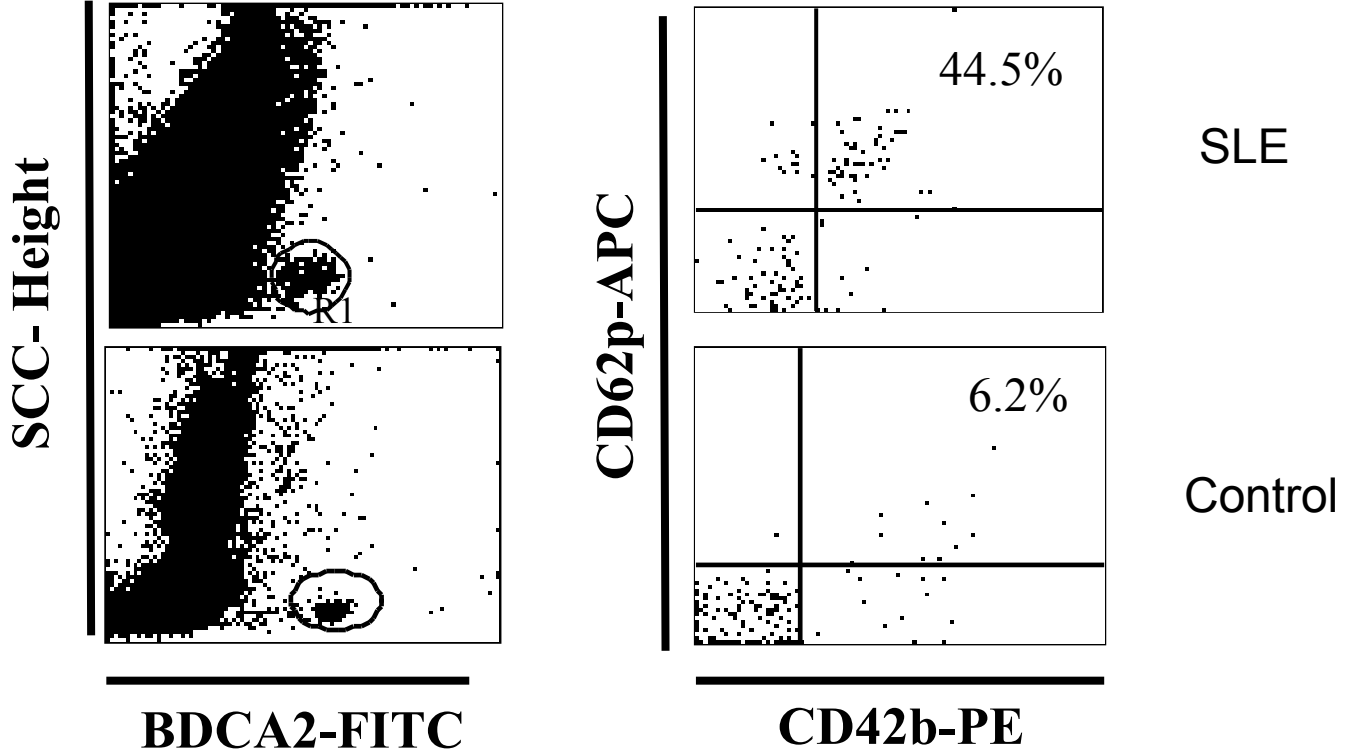 SCC- Height
R1
BDCA2-FITC
CD62p-APC
44.5%
SLE
6.2%
Control
CD42b-PE